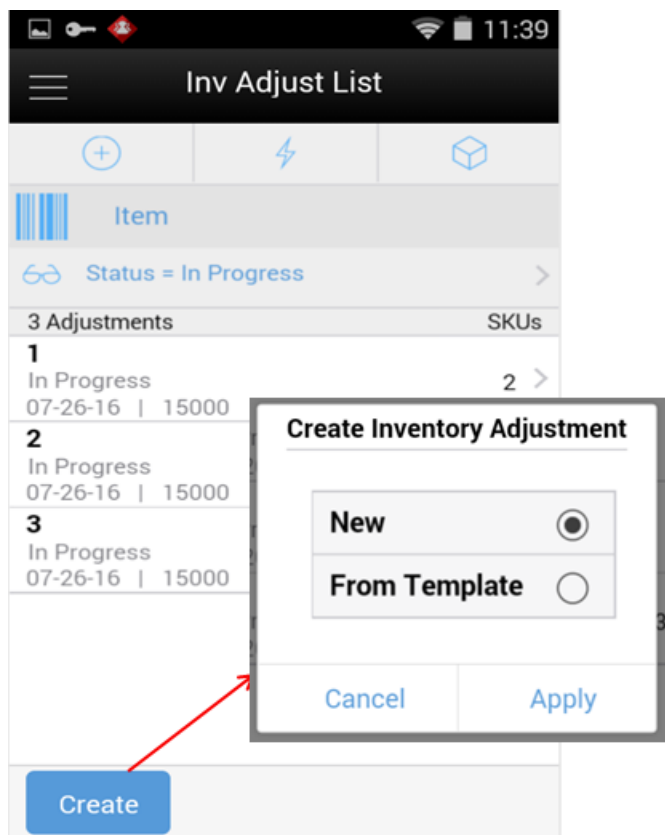 11:39
Inv Adjust List
Item
Status = In Progress
3 Adjustments SKUs
1
In Progress
2
07-26-16 | 15000
2
In Progress
07-26-16 | 15000
3
In Progress
07-26-16 | 15000
Create Inventory Adjustment
New
From Template
Cancel Apply
Create